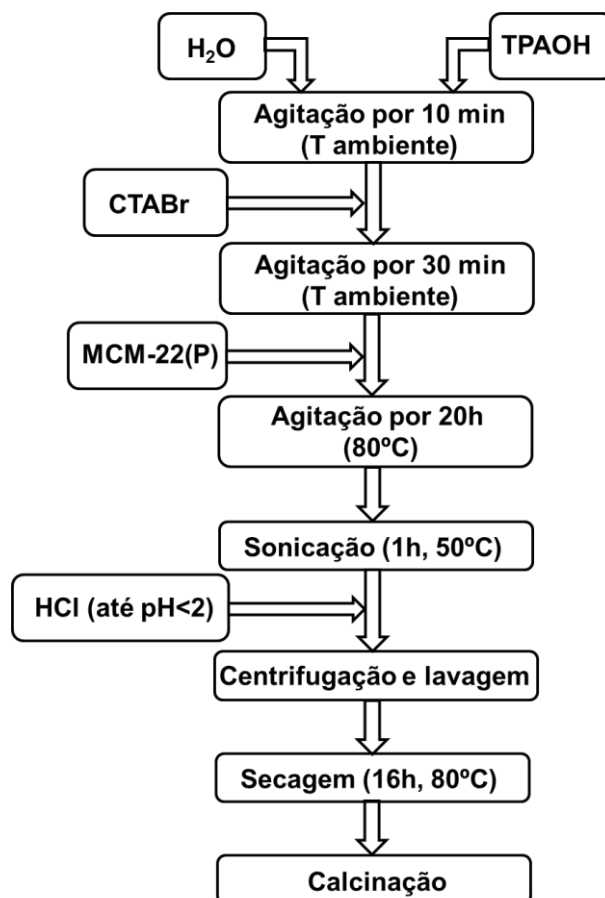 H₂O
TPAOH
Agitação por 10 min
(T ambiente)
CTABr
Agitação por 30 min
(T ambiente)
MCM-22(P)
Agitação por 20h
(80ºC)
Sonicação (1h, 50ºC)
HCl (até pH<2)
Centrifugação e lavagem
Secagem (16h, 80ºC)
Calcinação